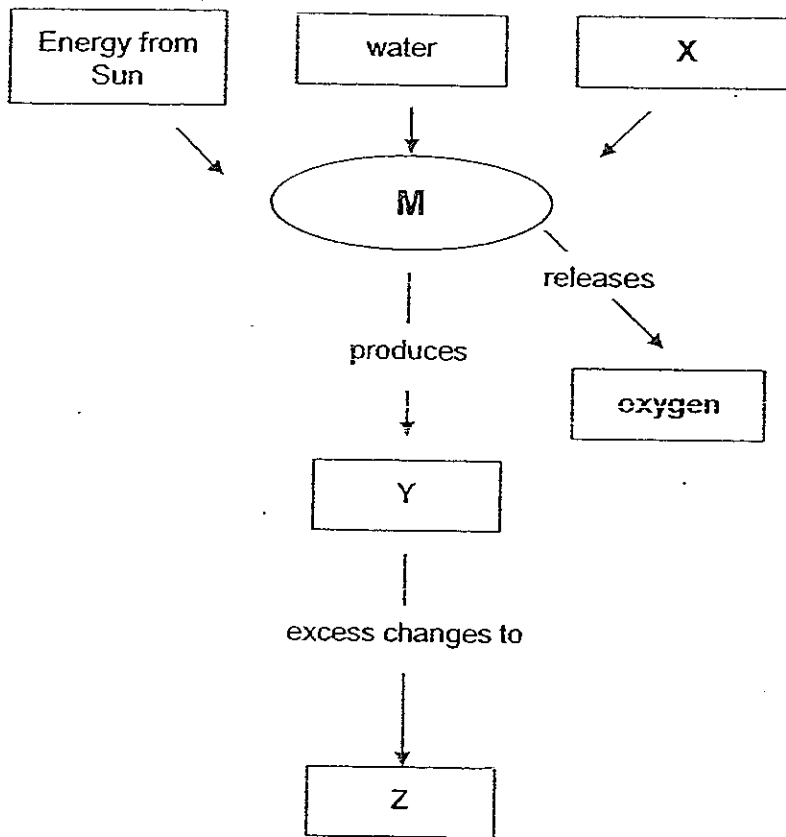 Energy from
Sun
water
X
M
releases
produces
oxygen
Y
excess changes to
Z